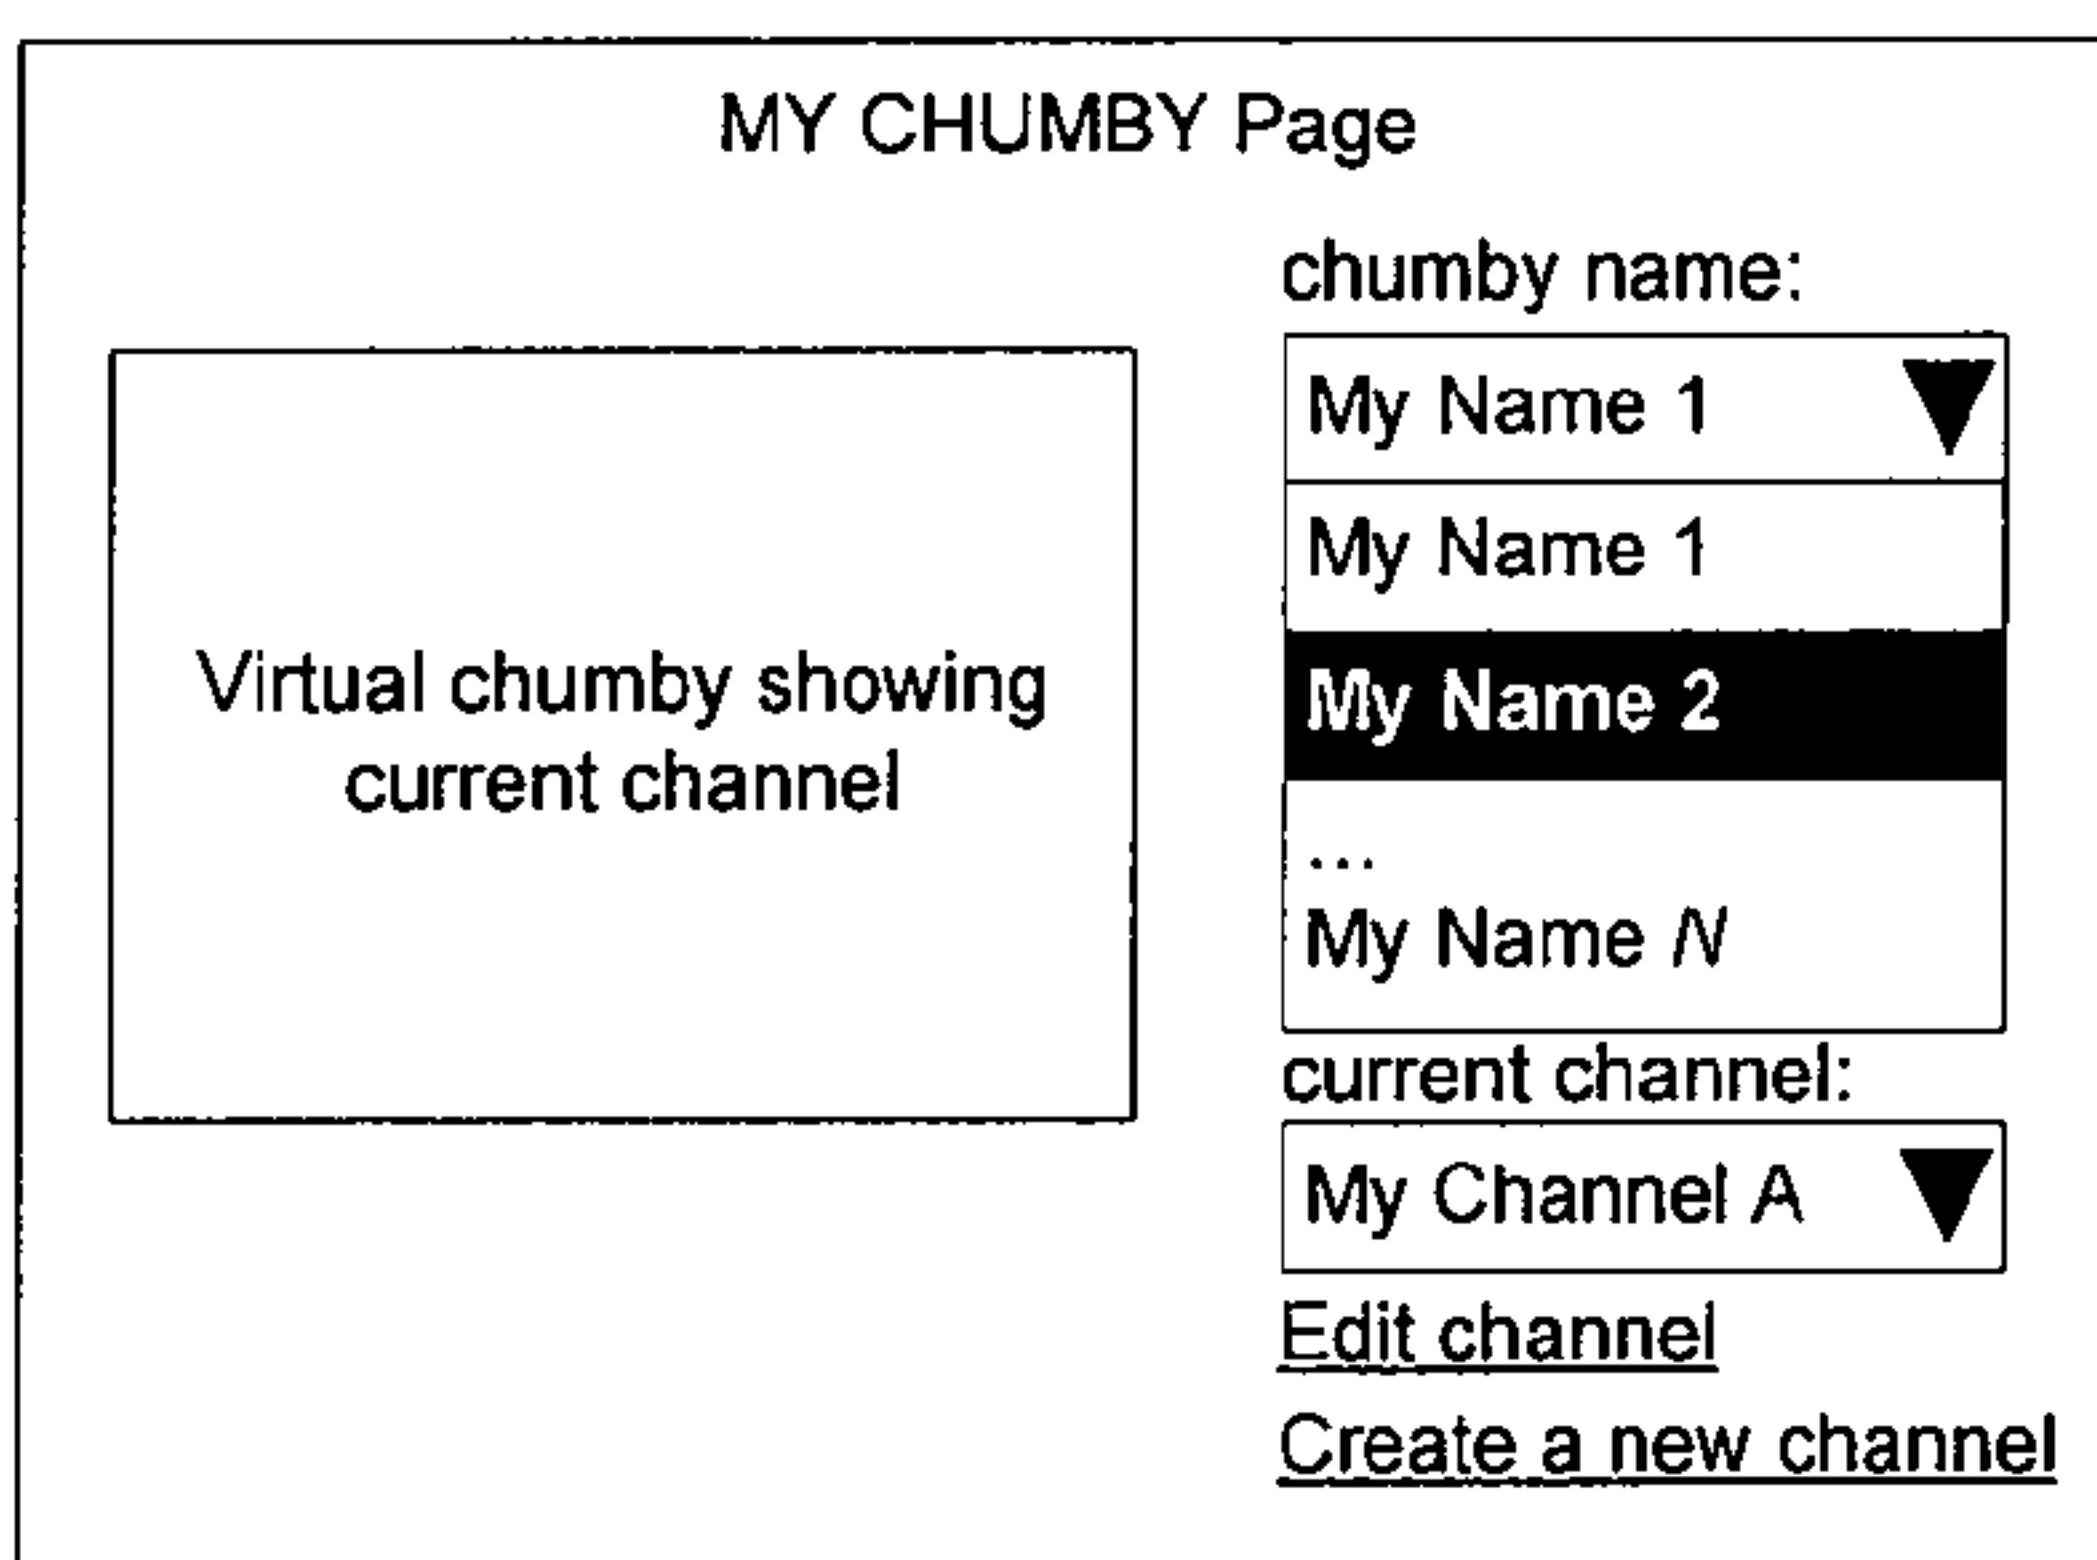 MY CHUMBY Page
Virtual chumby showing
current channel
chumby name:
My Name 1
My Name 1
My Name 2
...
My Name N
current channel:
My Channel A
Edit channel
Create a new channel